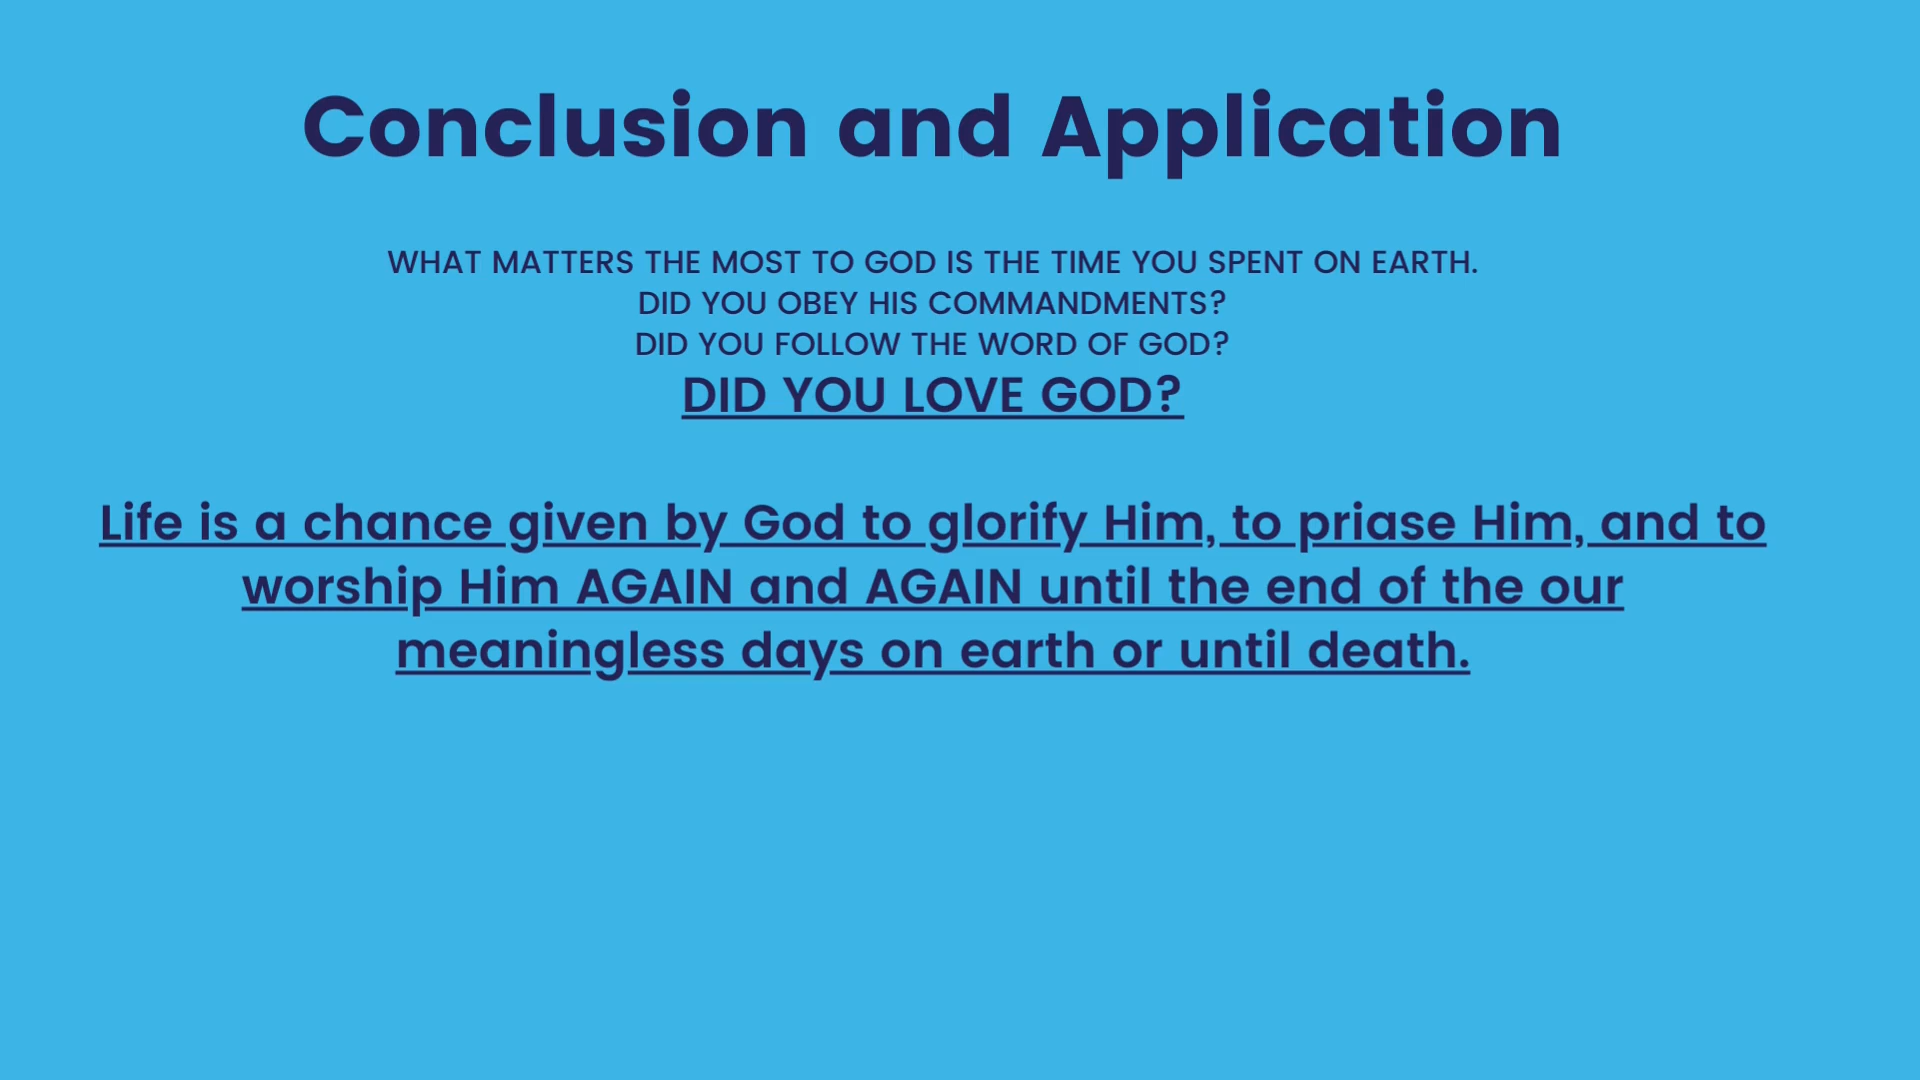 Conclusion and Application
WHAT MATTERS THE MOST TO GOD IS THE TIME YOU SPENT ON EARTH.
DID YOU OBEY HIS COMMANDMENTS?
DID YOU FOLLOW THE WORD OF GOD?
DID YOU LOVE GOD?
Life is a chance given by God to glorify Him, to priase Him, and to
worship Him AGAIN and AGAIN until the end of the our
meaningless days on earth or until death.